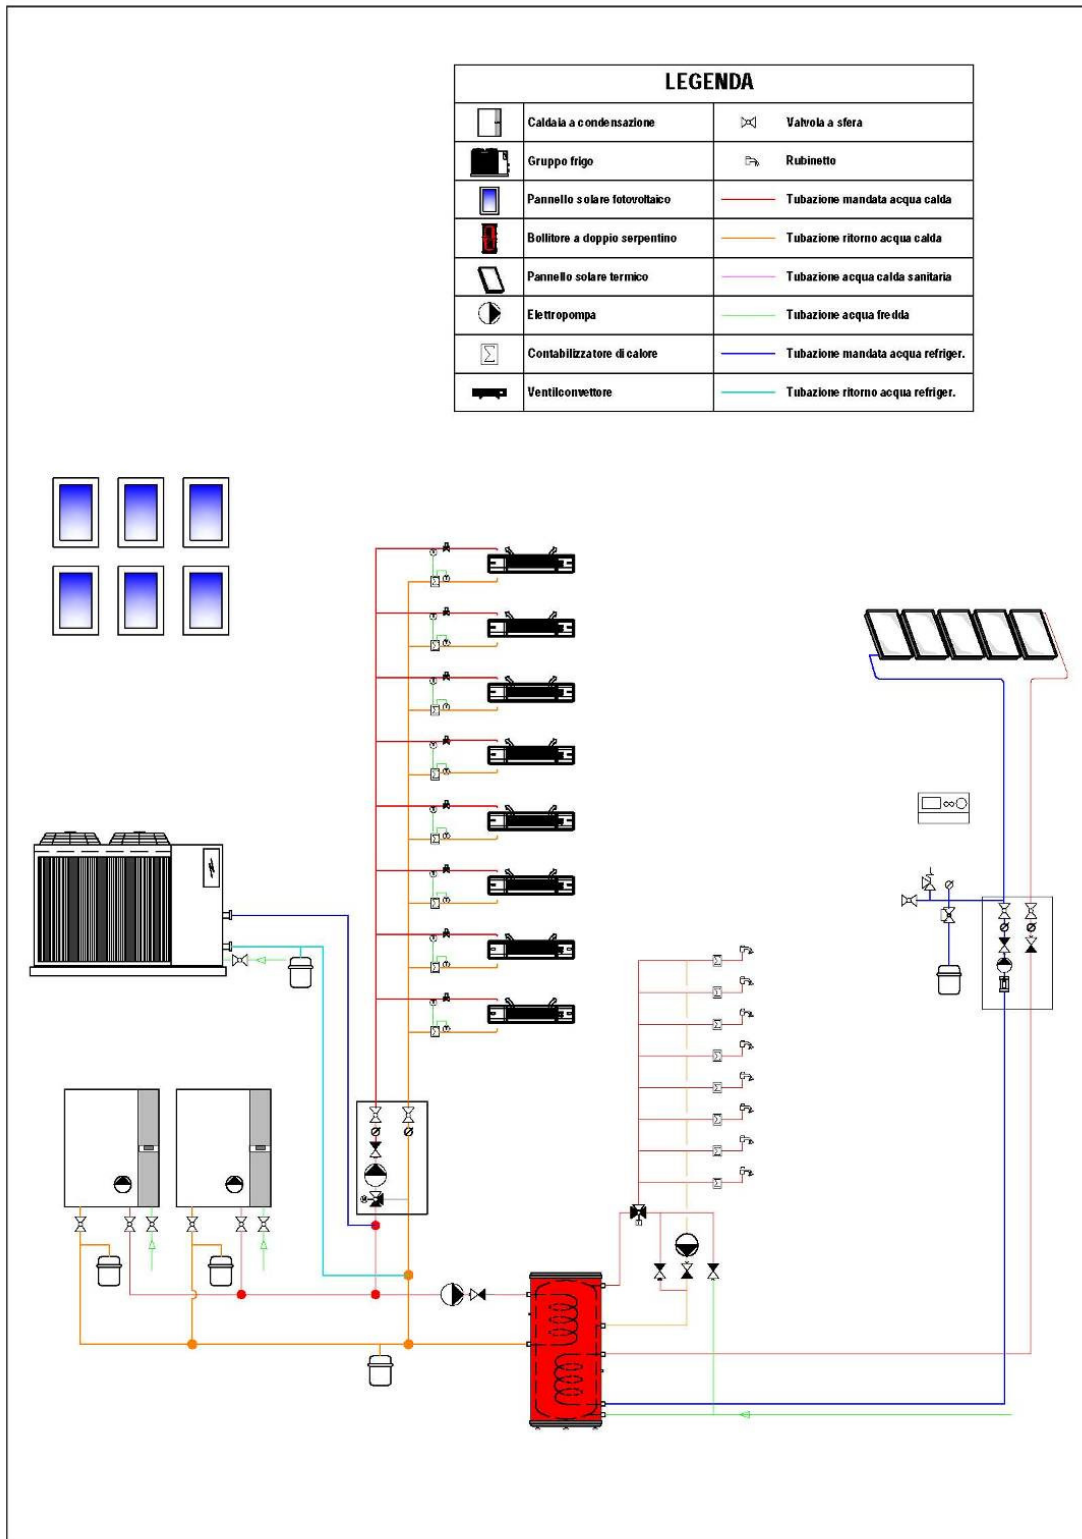 LEGENDA
Caldaia a condensazione
Valvola a sfera
Gruppo frigo
Rubinetto
Pannello solare fotovoltaico
Tubazione mandata acqua calda
Bollitore a doppio serpentino
Tubazione ritorno acqua calda
Pannello solare termico
Tubazione acqua calda sanitaria
Elettropompa
Tubazione acqua fredda
Contabilizzatore di calore
Tubazione mandata acqua refriger.
Ventilconvettore
Tubazione ritorno acqua refriger.